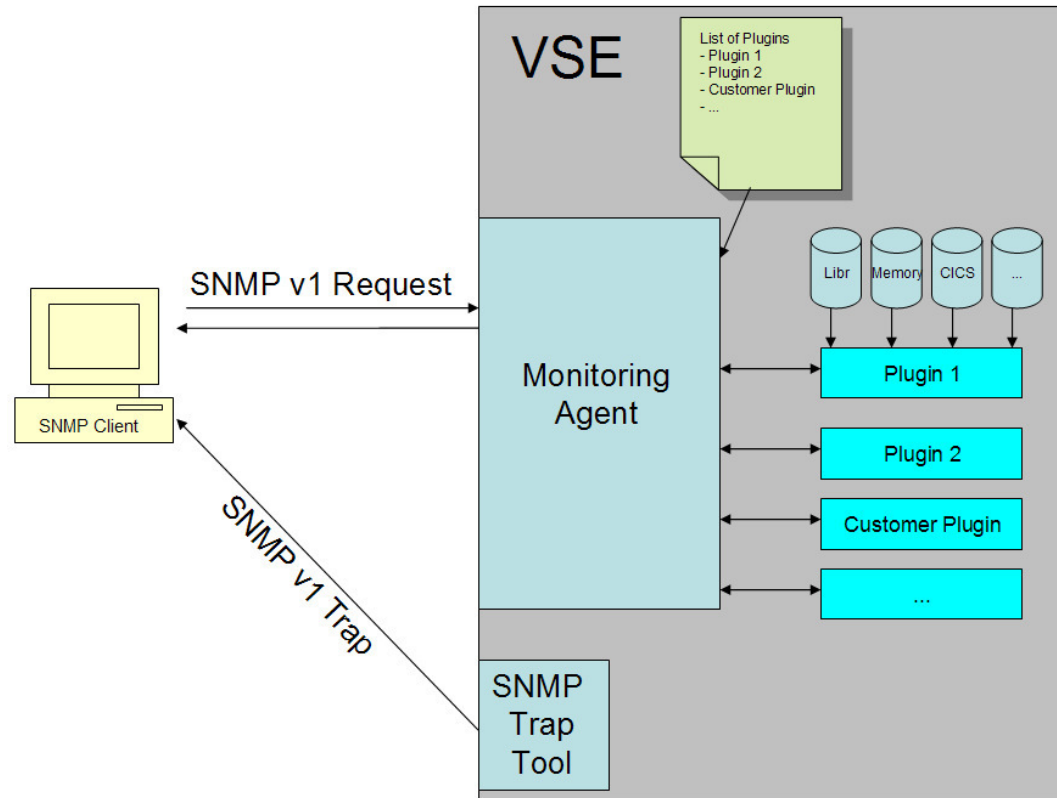 VSE
List of Plugins
- Plugin 1
- Plugin 2
- Customer Plugin
- ...
Libr
Memory
CICS
...
SNMP v1 Request
Monitoring
Agent
Plugin 1
Plugin 2
Customer Plugin
...
SNMP Client
SNMP v1 Trap
SNMP
Trap
Tool